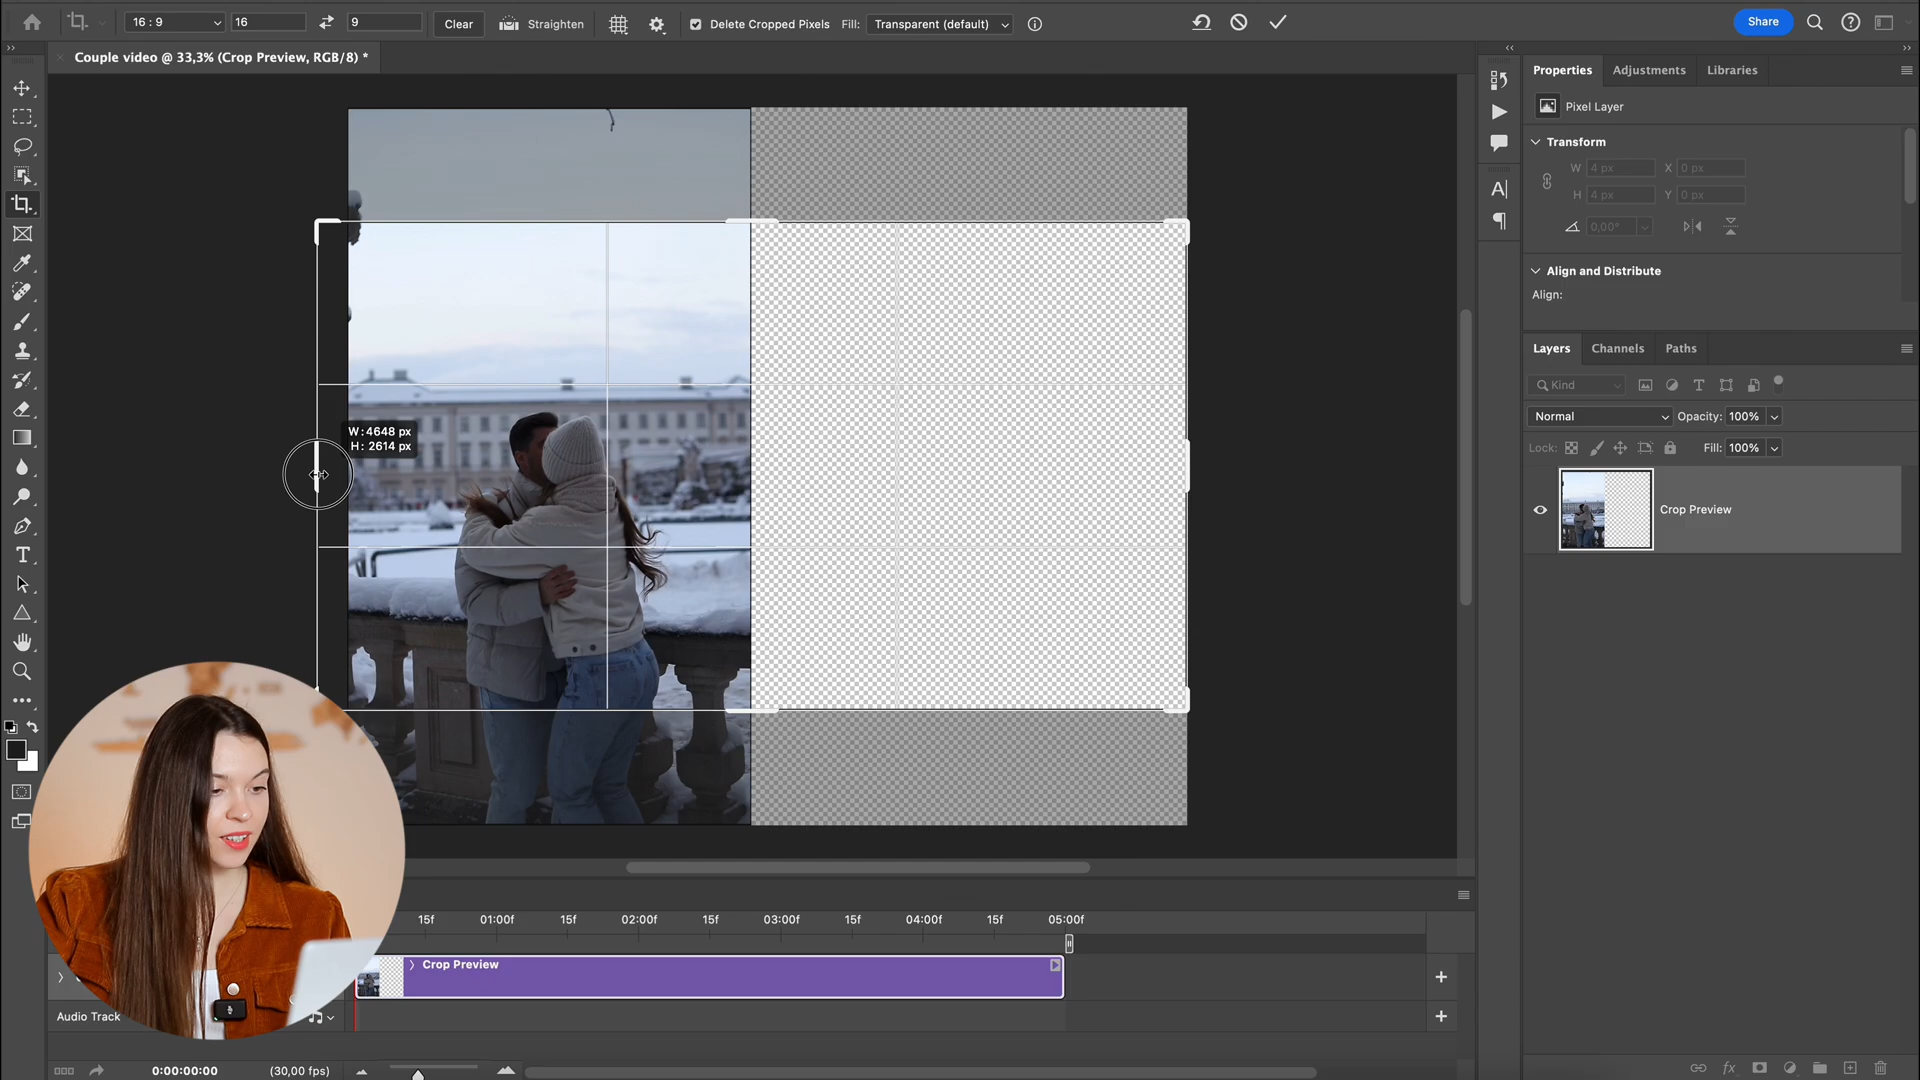 16 : 9 16 9 Clear Straighten Delete Cropped Pixels Fill: Transparent (default) Share
Couple video @ 33,3% (Crop Preview, RGB/8) *
Properties Adjustments Libraries
Pixel Layer
Transform
W 4 px X 0 px
H 4 px Y 0 px
0,00°
Align and Distribute
Align:
Layers Channels Paths
Kind
Normal Opacity: 100%
Lock: Fill: 100%
Crop Preview
W : 4648 px
H : 2614 px
15f 01:00f 15f 02:00f 15f 03:00f 15f 04:00f 15f 05:00f
Crop Preview
Audio Track
0:00:00:00 (30,00 fps)